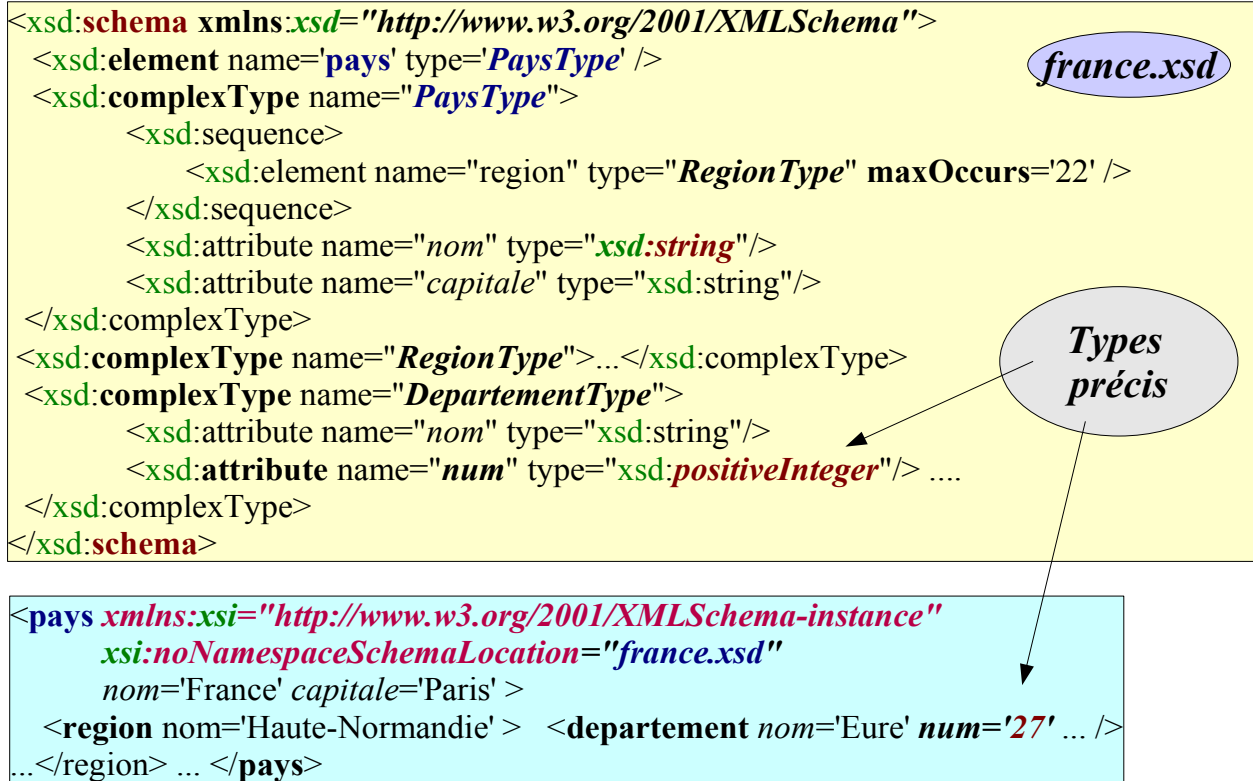 <xsd:schema xmlns:xsd="http://www.w3.org/2001/XMLSchema">
<xsd:element name='pays' type='PaysType' />
france.xsd
<xsd:complexType name="PaysType">
<xsd:sequence>
<xsd:element name="region" type="RegionType" maxOccurs='22' />
</xsd:sequence>
<xsd:attribute name="nom" type="xsd:string"/>
<xsd:attribute name="capitale" type="xsd:string"/>
</xsd:complexType>
Types
précis
<xsd:complexType name="RegionType">...</xsd:complexType>
<xsd:complexType name="DepartementType">
<xsd:attribute name="nom" type="xsd:string"/>
<xsd:attribute name="num" type="xsd:positiveInteger"/> ....
</xsd:complexType>
</xsd:schema>
<pays xmlns:xsi="http://www.w3.org/2001/XMLSchema-instance"
xsi:noNamespaceSchemaLocation="france.xsd"
nom='France' capitale='Paris' >
<region nom='Haute-Normandie' > <departement nom='Eure' num='27' ... />
...</region> ... </pays>